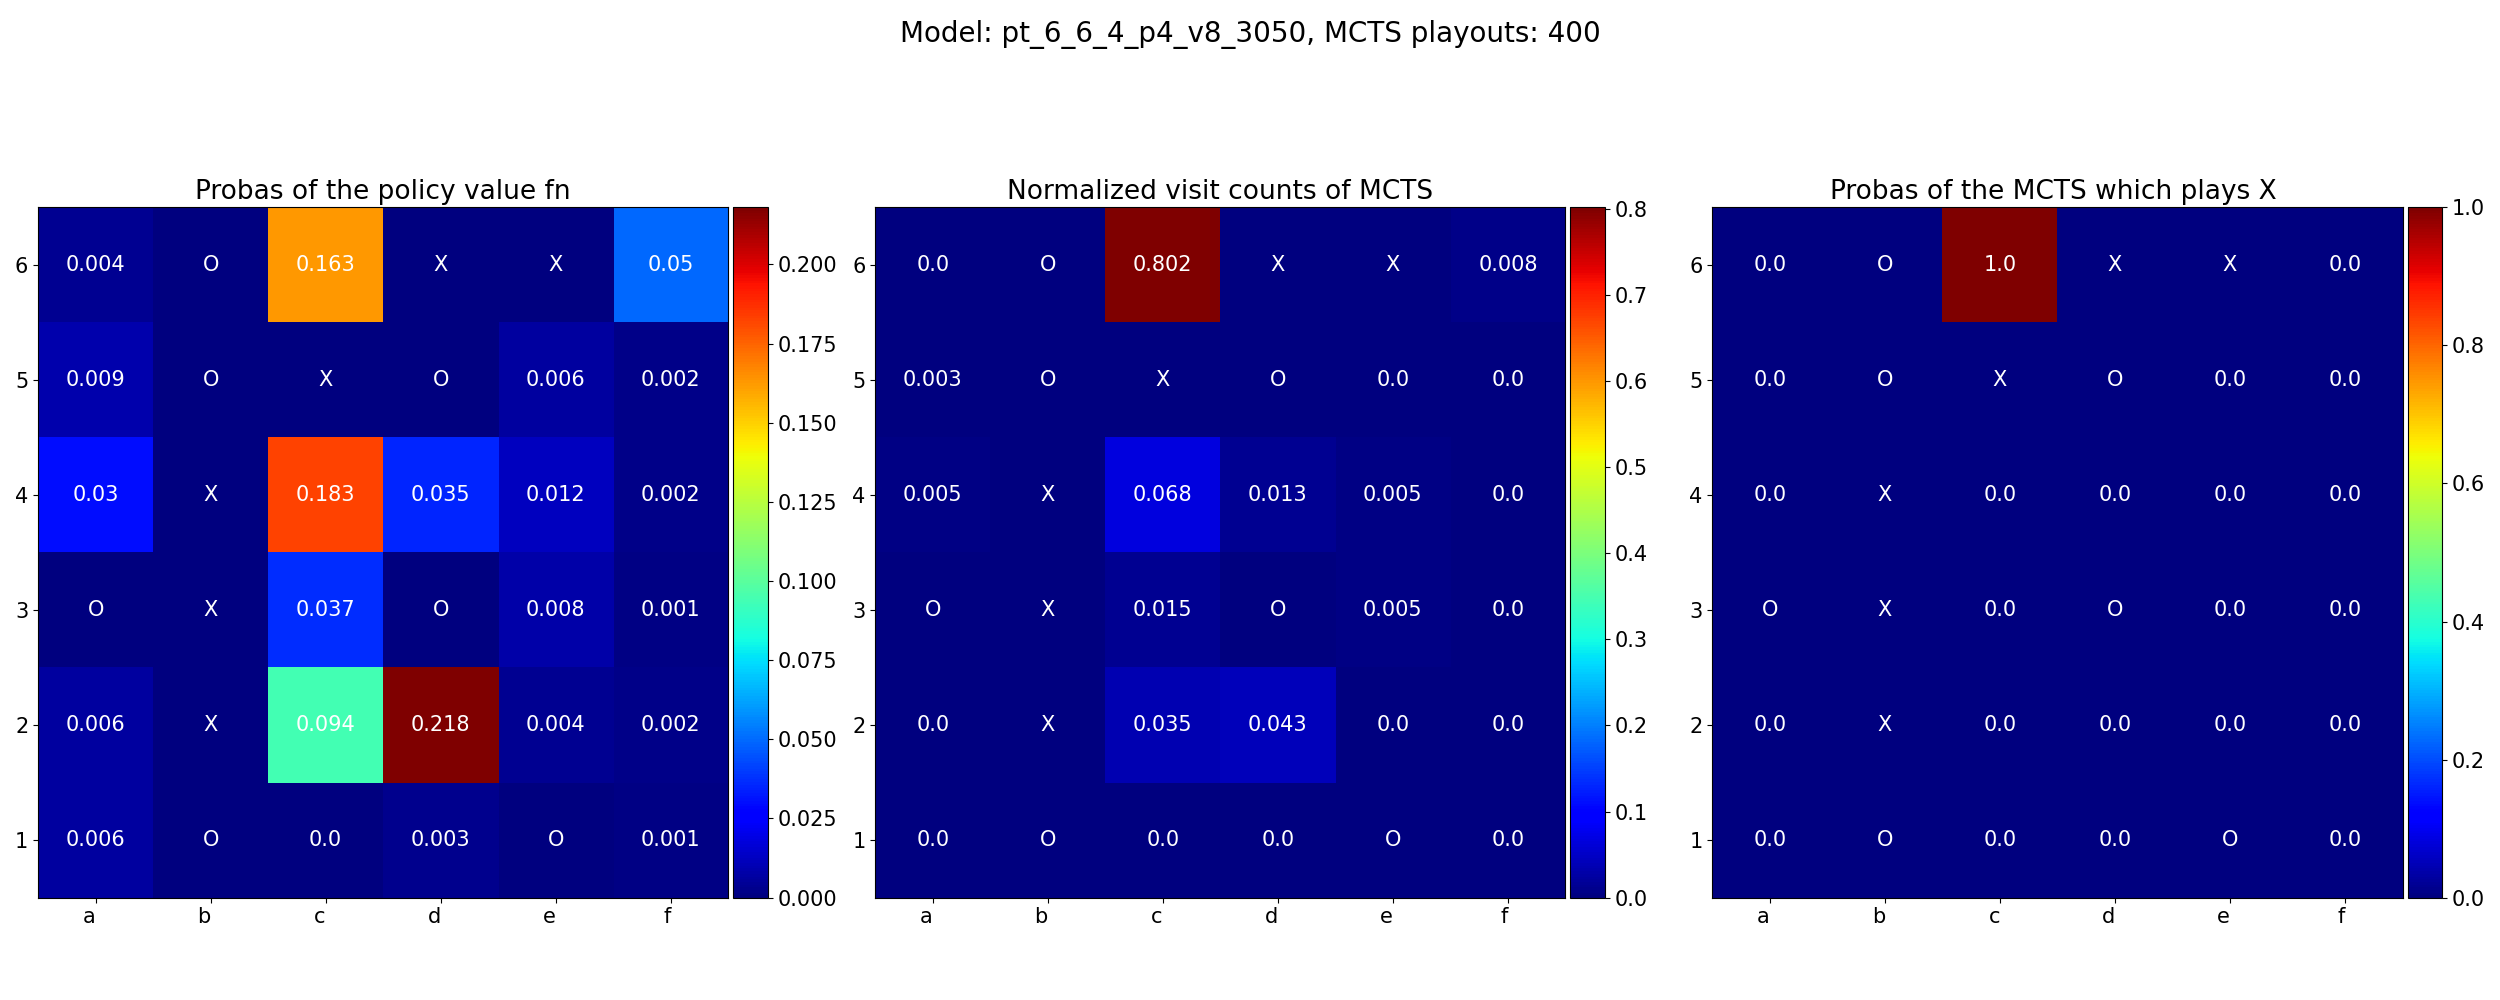 Model: pt_6_6_4_p4_v8_3050, MCTS playouts: 400
Probas of the policy value fn
6 0.004 O 0.163 X X 0.05
5 0.009 O X O 0.006 0.002
4 0.03 X 0.183 0.035 0.012 0.002
3 O X 0.037 O 0.008 0.001
2 0.006 X 0.094 0.218 0.004 0.002
1 0.006 O 0.0 0.003 O 0.001
a b c d e f
0.200
0.175
0.150
0.125
0.100
0.075
0.050
0.025
0.000
Normalized visit counts of MCTS
6 0.0 O 0.802 X X 0.008
5 0.003 O X O 0.0 0.0
4 0.005 X 0.068 0.013 0.005 0.0
3 O X 0.015 O 0.005 0.0
2 0.0 X 0.035 0.043 0.0 0.0
1 0.0 O 0.0 0.0 O 0.0
a b c d e f
0.8
0.7
0.6
0.5
0.4
0.3
0.2
0.1
0.0
Probas of the MCTS which plays X
6 0.0 O 1.0 X X 0.0
5 0.0 O X O 0.0 0.0
4 0.0 X 0.0 0.0 0.0 0.0
3 O X 0.0 O 0.0 0.0
2 0.0 X 0.0 0.0 0.0 0.0
1 0.0 O 0.0 0.0 O 0.0
a b c d e f
1.0
0.8
0.6
0.4
0.2
0.0